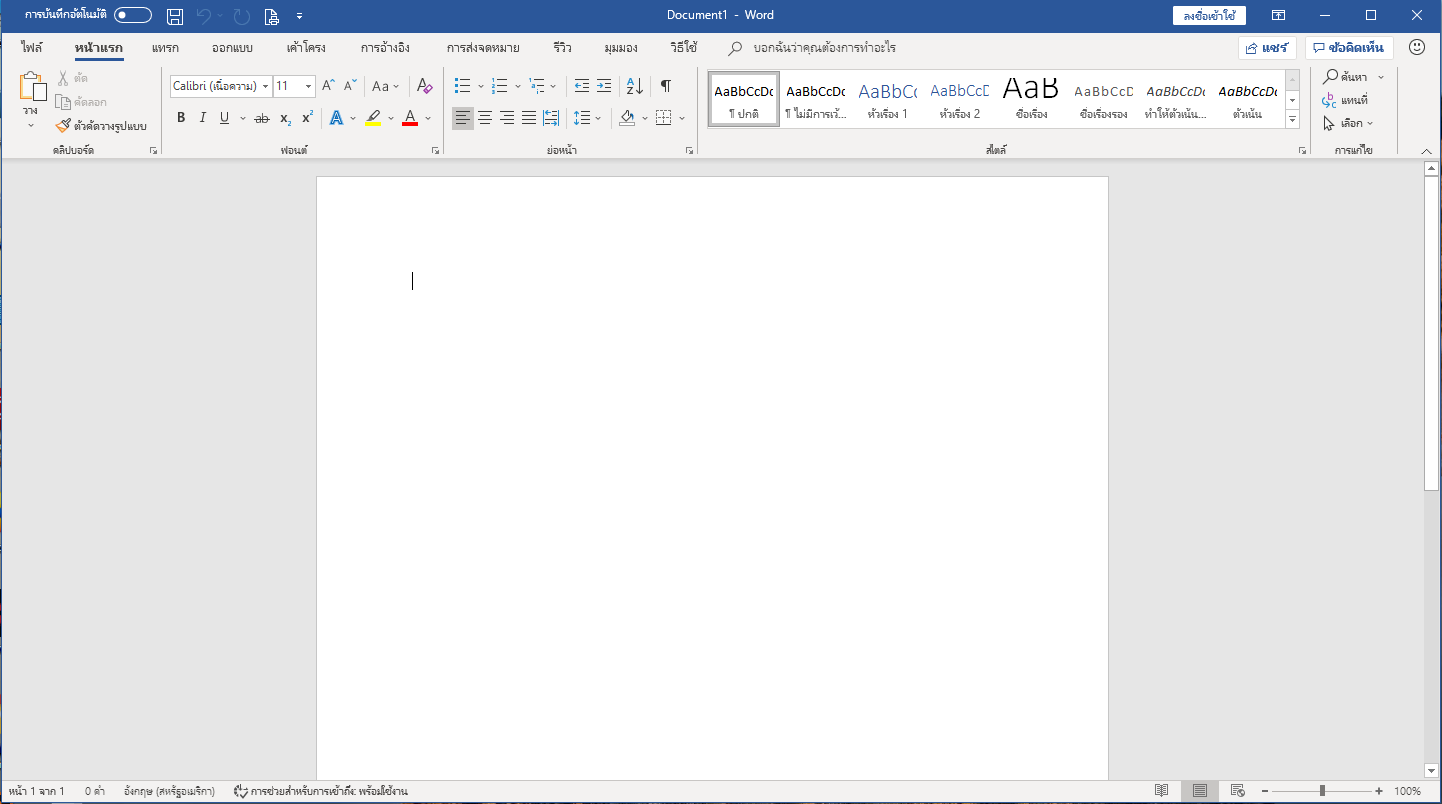 การบันทึกอัตโนมัติ Document1 - Word ลงชื่อเข้าใช้
ไฟล์ หน้าแรก แทรก ออกแบบ เค้าโครง การอ้างอิง การส่งจดหมาย รีวิว มุมมอง วิธีใช้ บอกฉันว่าคุณต้องการทำอะไร แชร์ ข้อคิดเห็น
วาง
ตัด
คัดลอก
ตัวคัดวางรูปแบบ
คลิปบอร์ด
Calibri (เนื้อความ) 11 A A Aa A
B I U ab x2 x2 A A
ฟอนต์
A Z
ย่อหน้า
AaBbCcDc AaBbCcDc AaBbCc AaBbCcD AaB AaBbCcD AaBbCcDc AaBbCcDc
¶ ปกติ ¶ ไม่มีการเว้... หัวเรื่อง 1 หัวเรื่อง 2 ชื่อเรื่อง ชื่อเรื่องรอง ทำให้ตัวเน้น... ตัวเน้น
สไตล์
ค้นหา
แทนที่
เลือก
การแก้ไข
หน้า 1 จาก 1 0 คำ อังกฤษ (สหรัฐอเมริกา) การช่วยสำหรับการเข้าถึง: พร้อมใช้งาน 100%